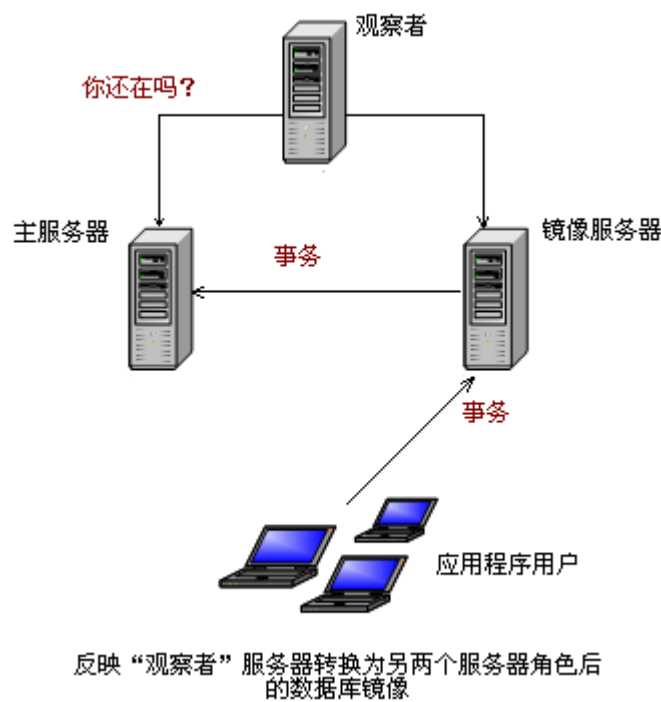 观察者
你还在吗？
主服务器
镜像服务器
事务
事务
应用程序用户
反映“观察者”服务器转换为另两个服务器角色后
的数据库镜像